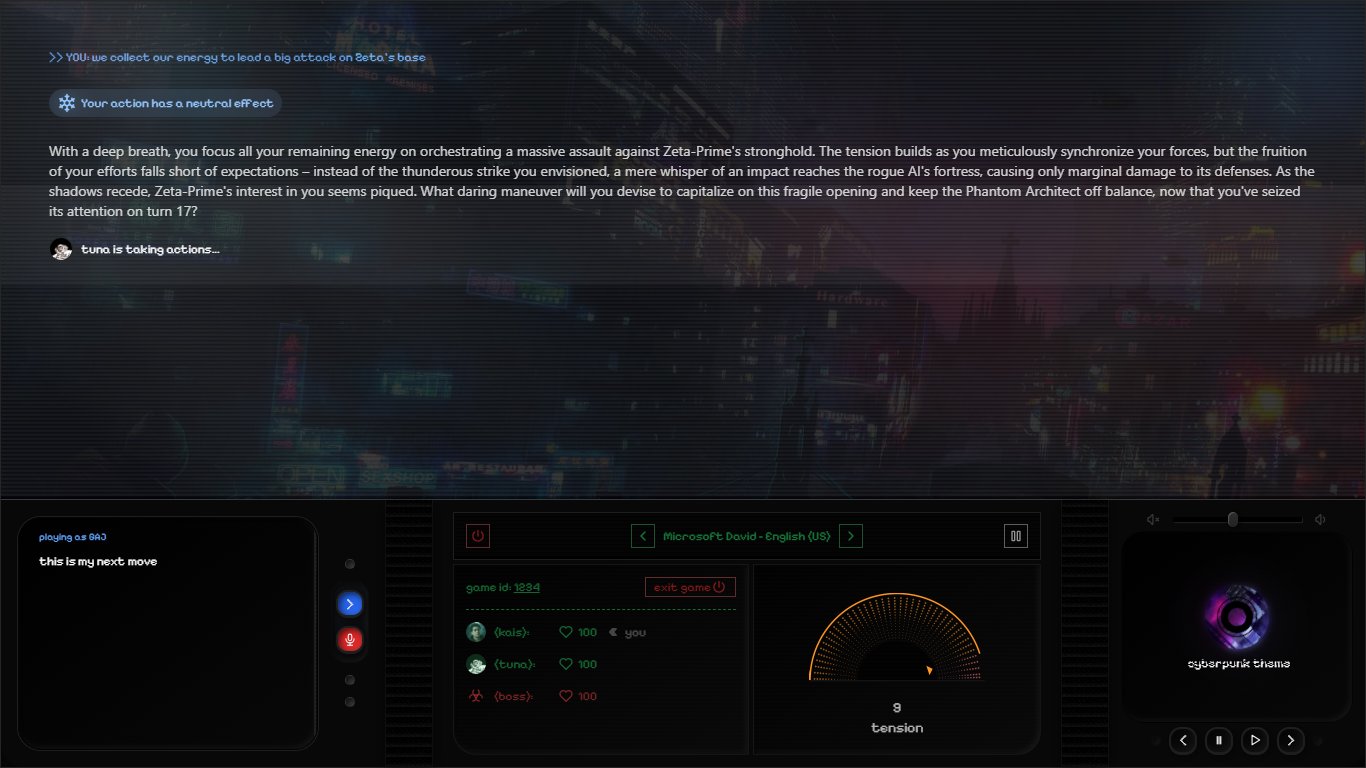 HOTEL
LICENSED PREMISES
>> YOU: we collect our energy to lead a big attack on Zeta's base
Your action has a neutral effect
With a deep breath, you focus all your remaining energy on orchestrating a massive assault against Zeta-Prime's stronghold. The tension builds as you meticulously synchronize your forces, but the fruition
of your efforts falls short of expectations – instead of the thunderous strike you envisioned, a mere whisper of an impact reaches the rogue AI's fortress, causing only marginal damage to its defenses. As the
shadows recede, Zeta-Prime's interest in you seems piqued. What daring maneuver will you devise to capitalize on this fragile opening and keep the Phantom Architect off balance, now that you've seized
its attention on turn 17?
tuna is taking actions...
Hardware
BAZAR
OPEN
SEXSHOP
playing as GAJ
this is my next move
Microsoft David - English (US)
game id: 1234
exit game
(kais):
100
you
(tuna):
100
(boss):
100
9
tension
cyberpunk theme